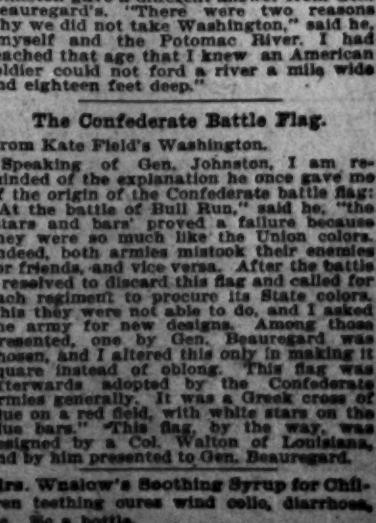 eauregard's. "There were two reasons
hy we did not take Washington," said he,
myself and the Potomac River. I had
eached that age that I knew an American
oldier could not ford a river a mile wide
nd eighteen feet deep."
The Confederate Battle Flag.
rom Kate Field's Washington.
Speaking of Gen. Johnston, I am re-
inded of the explanation he once gave me
f the origin of the Confederate battle flag:
At the battle of Bull Run," said he, "the
stars and bars' proved a failure because
hey were so much like the Union colors.
ndeed, both armies mistook their enemies
or friends, and vice versa. After the battle
resolved to discard this flag and called for
ach regiment to procure its State colors.
his they were not able to do, and I asked
he army for new designs. Among those
resented, one by Gen. Beauregard was
hosen, and I altered this only in making it
quare instead of oblong. This flag was
fterwards adopted by the Confederate
rmies generally. It was a Greek cross of
lue on a red field, with white stars on the
lue bars." This flag, by the way, was
esigned by a Col. Walton of Louisiana,
nd by him presented to Gen. Beauregard.
rs. Winslow's Soothing Syrup for Chil-
ren teething cures wind colic, diarrhoea,
a bottle.